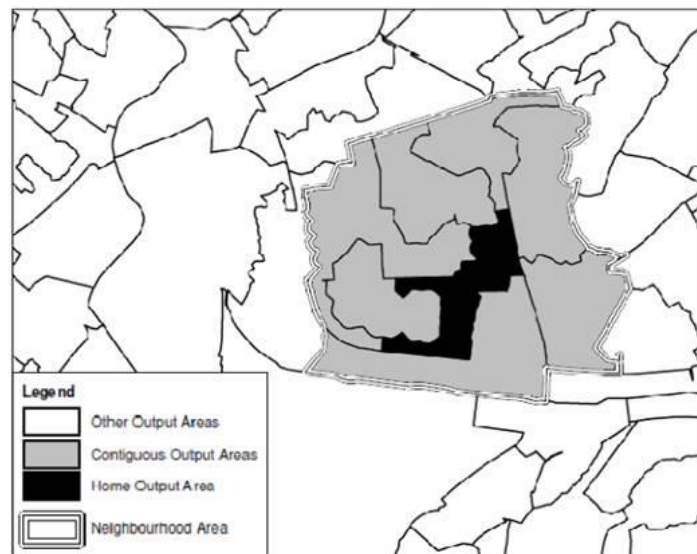 Legend
Other Output Areas
Contiguous Output Areas
Home Output Area
Neighbourhood Area